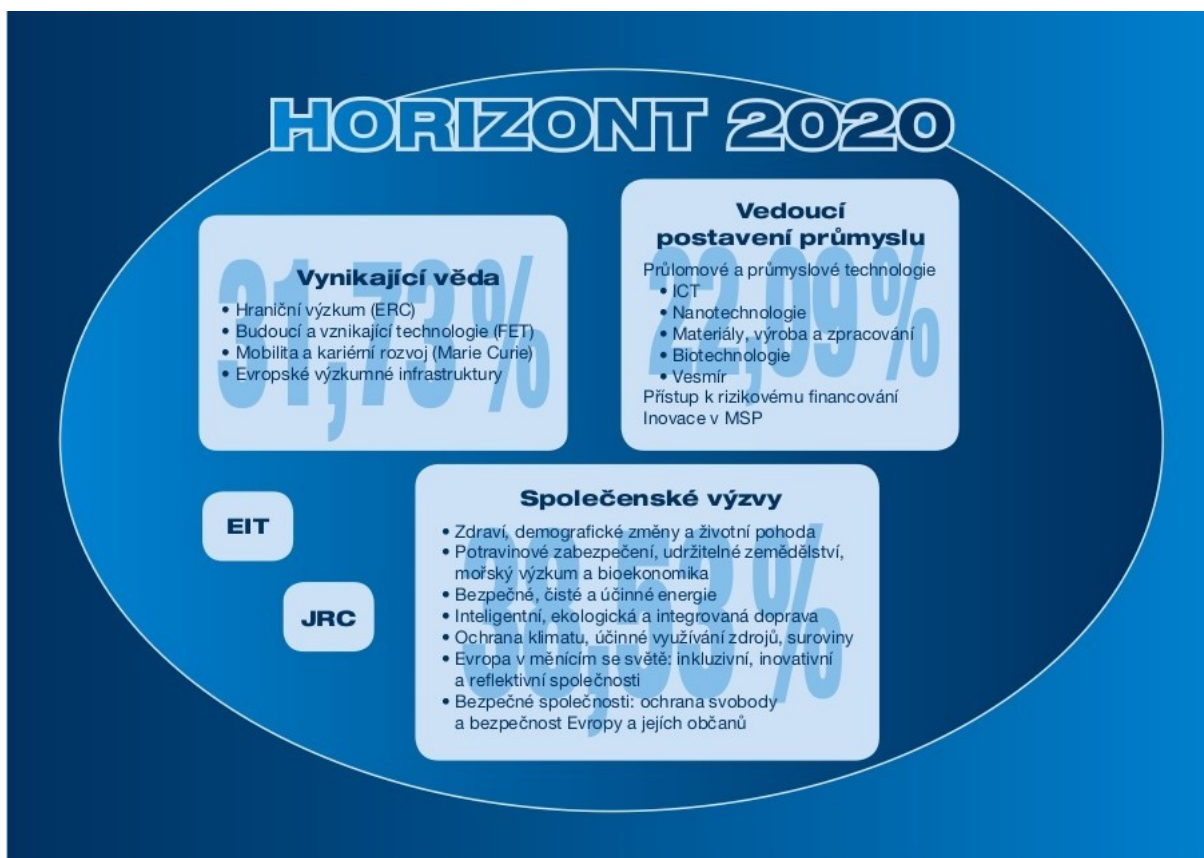 HORIZONT 2020
31,73%
Vynikající věda
• Hraniční výzkum (ERC)
• Budoucí a vznikající technologie (FET)
• Mobilita a kariérní rozvoj (Marie Curie)
• Evropské výzkumné infrastruktury
22,09%
Vedoucí
postavení průmyslu
Průlomové a průmyslové technologie
• ICT
• Nanotechnologie
• Materiály, výroba a zpracování
• Biotechnologie
• Vesmír
Přístup k rizikovému financování
Inovace v MSP
EIT
JRC
38,53%
Společenské výzvy
• Zdraví, demografické změny a životní pohoda
• Potravinové zabezpečení, udržitelné zemědělství,
mořský výzkum a bioekonomika
• Bezpečné, čisté a účinné energie
• Inteligentní, ekologická a integrovaná doprava
• Ochrana klimatu, účinné využívání zdrojů, suroviny
• Evropa v měnícím se světě: inkluzivní, inovativní
a reflektivní společnosti
• Bezpečné společnosti: ochrana svobody
a bezpečnost Evropy a jejích občanů